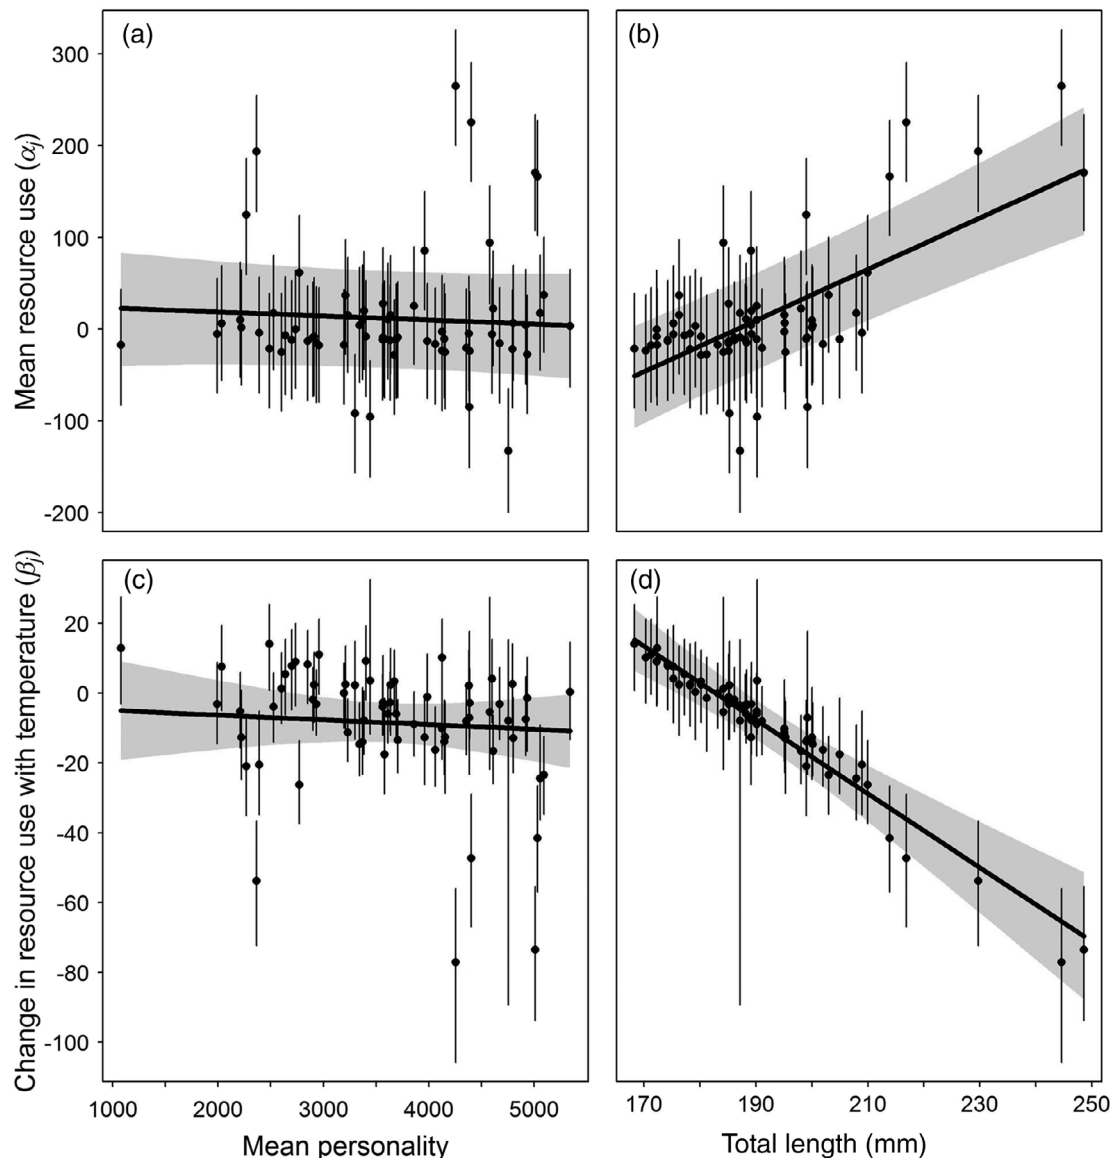 (a)
(b)
300
200
100
0
-100
-200
Mean resource use (αj)
(c)
(d)
20
0
-20
-40
-60
-80
-100
Change in resource use with temperature (βj)
1000 2000 3000 4000 5000
170 190 210 230 250
Mean personality
Total length (mm)